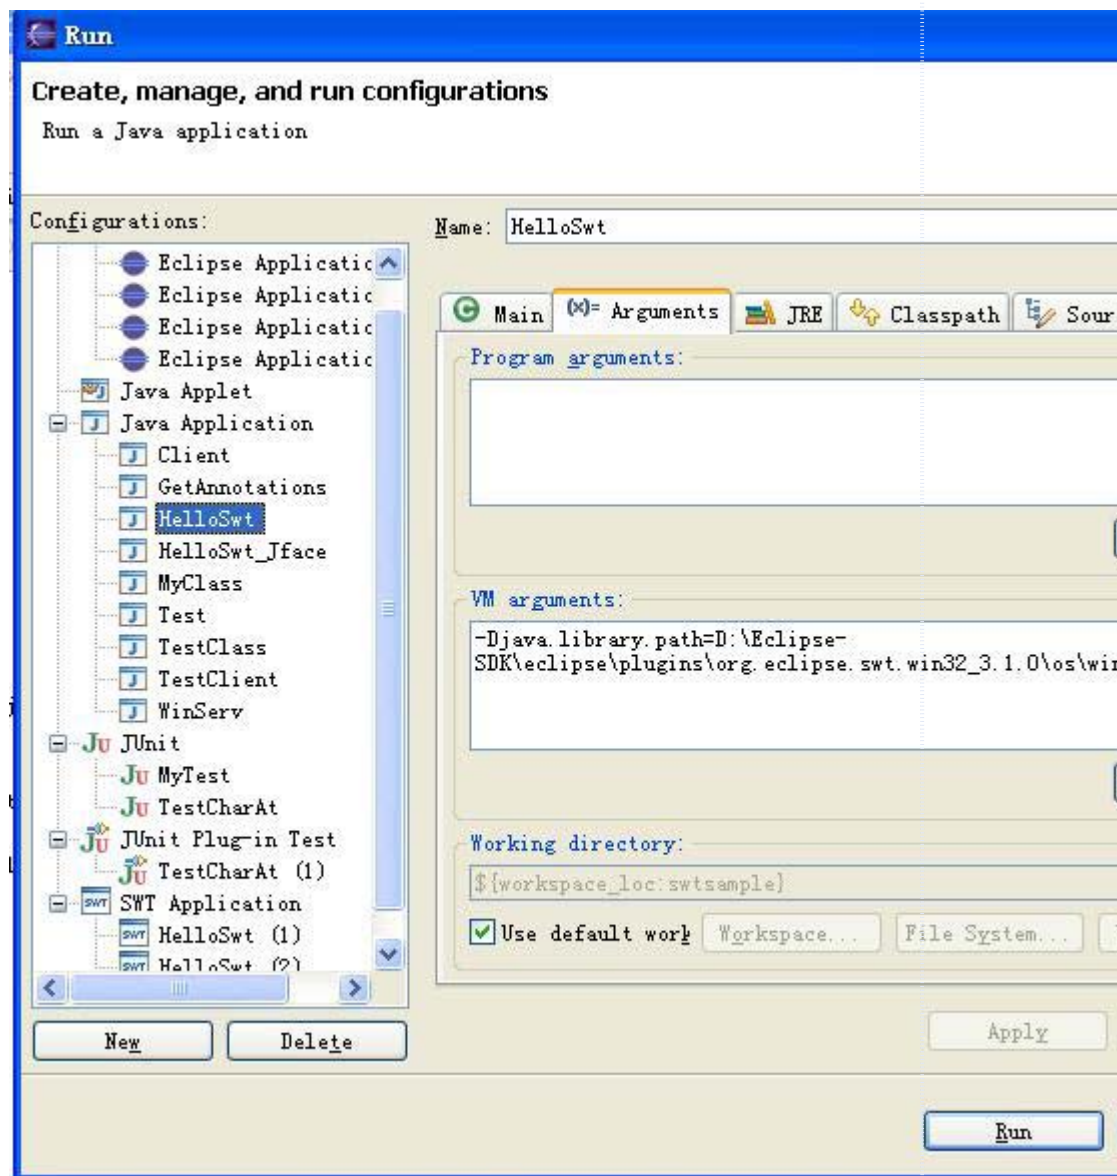 Run
Create, manage, and run configurations
Run a Java application
Configurations:
Eclipse Applicatic
Eclipse Applicatic
Eclipse Applicatic
Eclipse Applicatic
Java Applet
Java Application
Client
GetAnnotations
HelloSwt
HelloSwt_Jface
MyClass
Test
TestClass
TestClient
WinServ
JUnit
MyTest
TestCharAt
JUnit Plug-in Test
TestCharAt (1)
SWT Application
HelloSwt (1)
HelloSwt (2)
New Delete
Name: HelloSwt
Main (x)= Arguments JRE Classpath Sour
Program arguments:
VM arguments:
-Djava.library.path=D:\Eclipse-
SDK\eclipse\plugins\org.eclipse.swt.win32_3.1.0\os\win
Working directory:
${workspace_loc:swtsample}
Use default work Workspace... File System...
Apply
Run